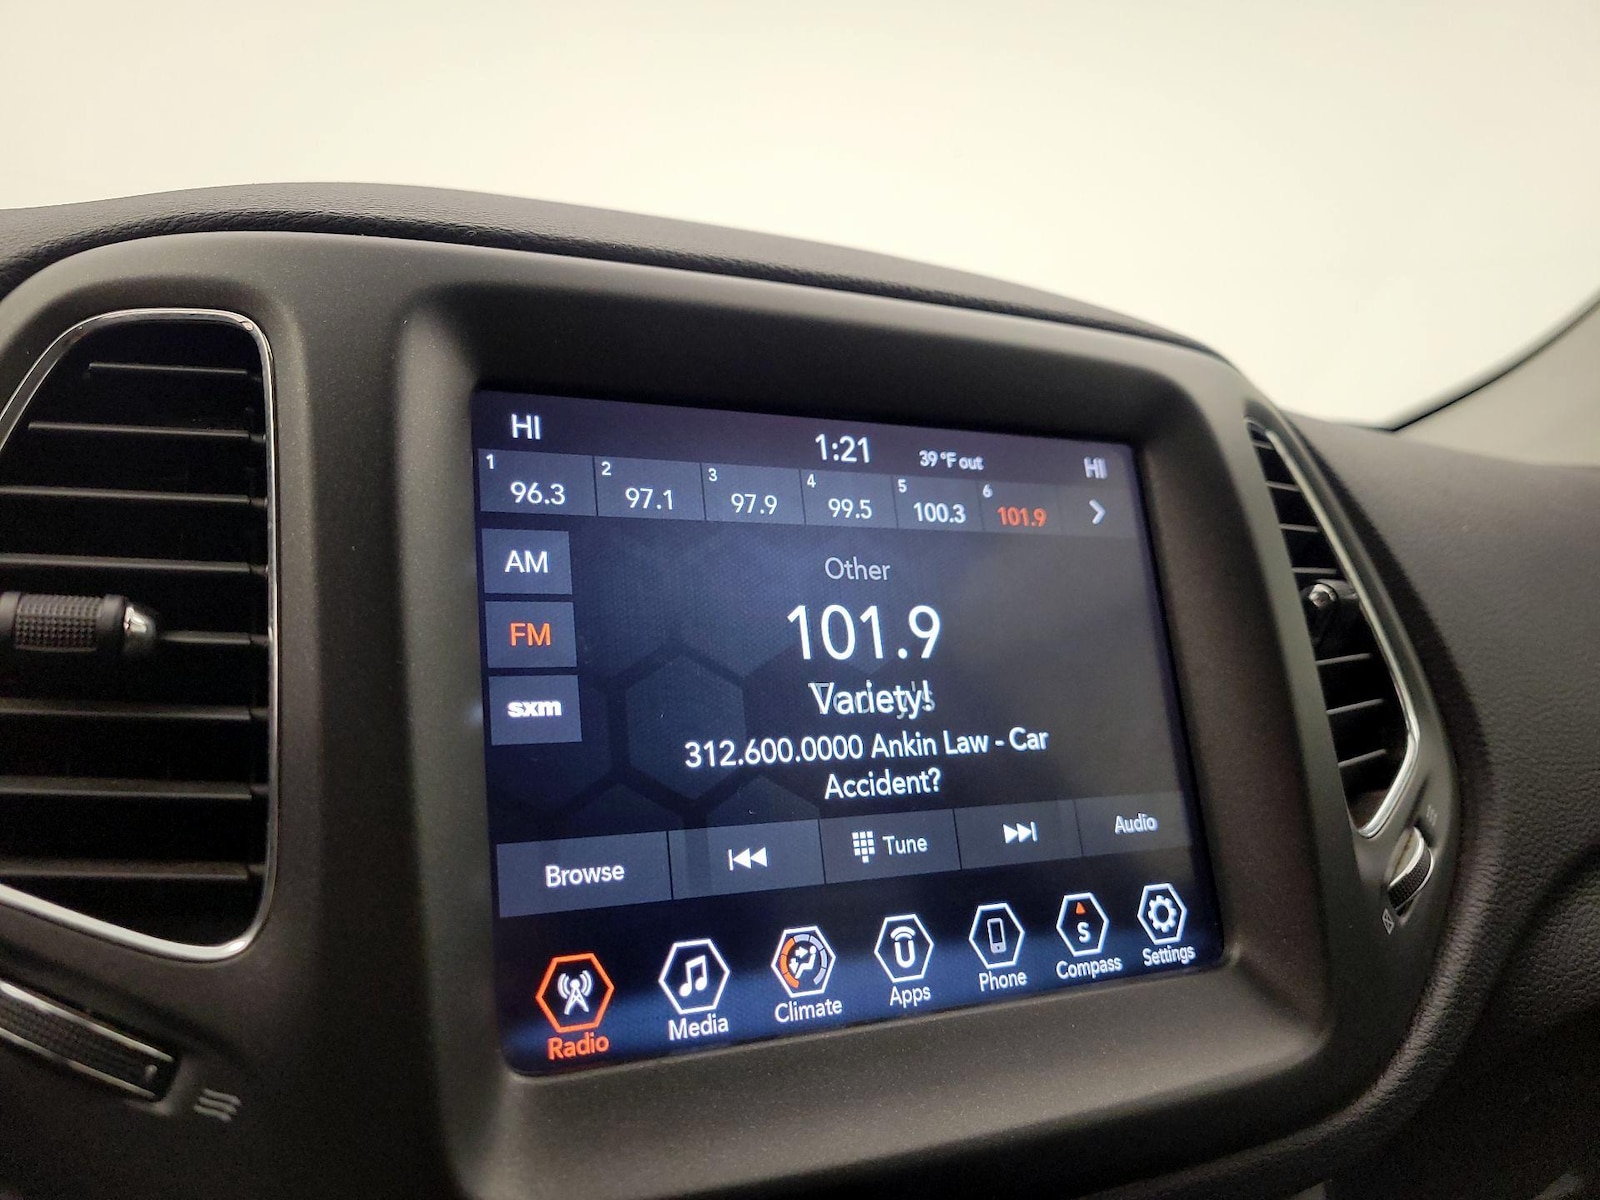 HI 1:21 39 °F out HI
1 96.3 2 97.1 3 97.9 4 99.5 5 100.3 6 101.9
AM
FM
sxm
Other
101.9
Variety!
312.600.0000 Ankin Law - Car
Accident?
Browse Tune Audio
Radio Media Climate Apps Phone S Compass Settings